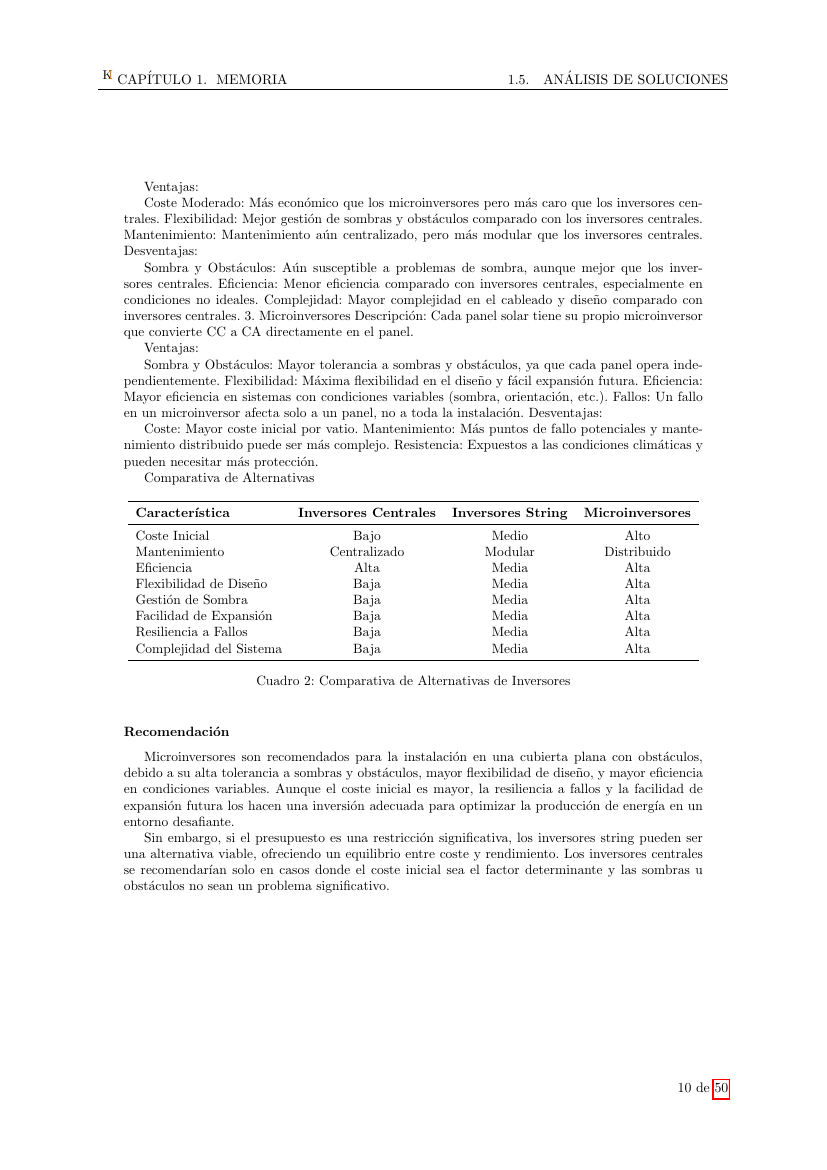 K CAPÍTULO 1. MEMORIA 1.5. ANÁLISIS DE SOLUCIONES
Ventajas:
Coste Moderado: Más económico que los microinversores pero más caro que los inversores cen-
trales. Flexibilidad: Mejor gestión de sombras y obstáculos comparado con los inversores centrales.
Mantenimiento: Mantenimiento aún centralizado, pero más modular que los inversores centrales.
Desventajas:
Sombra y Obstáculos: Aún susceptible a problemas de sombra, aunque mejor que los inver-
sores centrales. Eficiencia: Menor eficiencia comparado con inversores centrales, especialmente en
condiciones no ideales. Complejidad: Mayor complejidad en el cableado y diseño comparado con
inversores centrales. 3. Microinversores Descripción: Cada panel solar tiene su propio microinversor
que convierte CC a CA directamente en el panel.
Ventajas:
Sombra y Obstáculos: Mayor tolerancia a sombras y obstáculos, ya que cada panel opera inde-
pendientemente. Flexibilidad: Máxima flexibilidad en el diseño y fácil expansión futura. Eficiencia:
Mayor eficiencia en sistemas con condiciones variables (sombra, orientación, etc.). Fallos: Un fallo
en un microinversor afecta solo a un panel, no a toda la instalación. Desventajas:
Coste: Mayor coste inicial por vatio. Mantenimiento: Más puntos de fallo potenciales y mante-
nimiento distribuido puede ser más complejo. Resistencia: Expuestos a las condiciones climáticas y
pueden necesitar más protección.
Comparativa de Alternativas
Característica Inversores Centrales Inversores String Microinversores
Coste Inicial Bajo Medio Alto
Mantenimiento Centralizado Modular Distribuido
Eficiencia Alta Media Alta
Flexibilidad de Diseño Baja Media Alta
Gestión de Sombra Baja Media Alta
Facilidad de Expansión Baja Media Alta
Resiliencia a Fallos Baja Media Alta
Complejidad del Sistema Baja Media Alta
Cuadro 2: Comparativa de Alternativas de Inversores
Recomendación
Microinversores son recomendados para la instalación en una cubierta plana con obstáculos,
debido a su alta tolerancia a sombras y obstáculos, mayor flexibilidad de diseño, y mayor eficiencia
en condiciones variables. Aunque el coste inicial es mayor, la resiliencia a fallos y la facilidad de
expansión futura los hacen una inversión adecuada para optimizar la producción de energía en un
entorno desafiante.
Sin embargo, si el presupuesto es una restricción significativa, los inversores string pueden ser
una alternativa viable, ofreciendo un equilibrio entre coste y rendimiento. Los inversores centrales
se recomendarían solo en casos donde el coste inicial sea el factor determinante y las sombras u
obstáculos no sean un problema significativo.
10 de 50